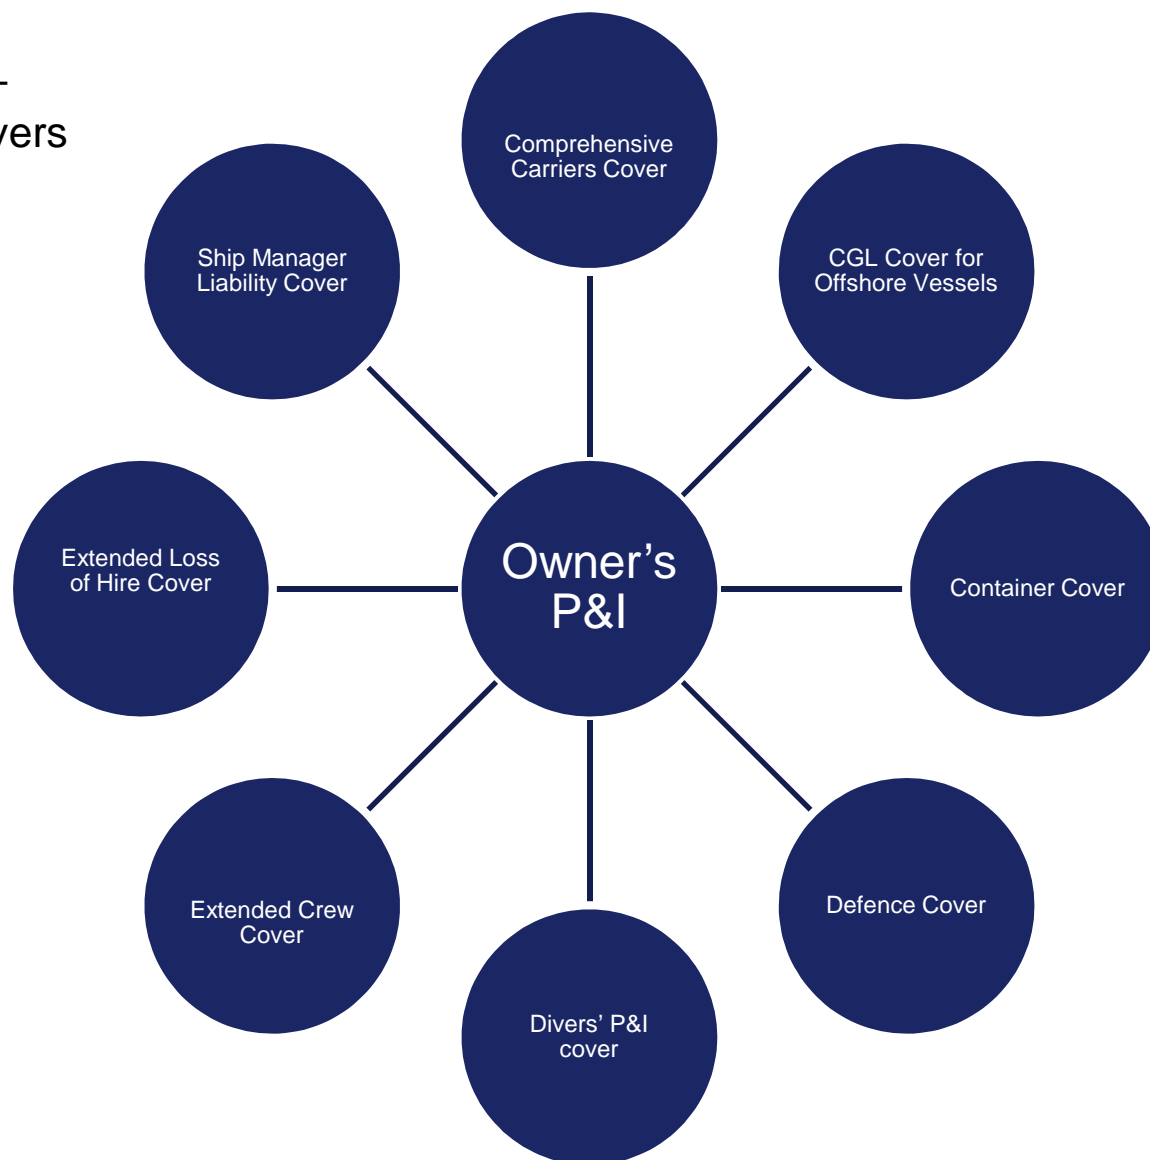 Comprehensive
Carriers Cover
Ship Manager
Liability Cover
CGL Cover for
Offshore Vessels
Extended Loss
of Hire Cover
Owner’s
P&I
Container Cover
Extended Crew
Cover
Defence Cover
Divers’ P&I
cover